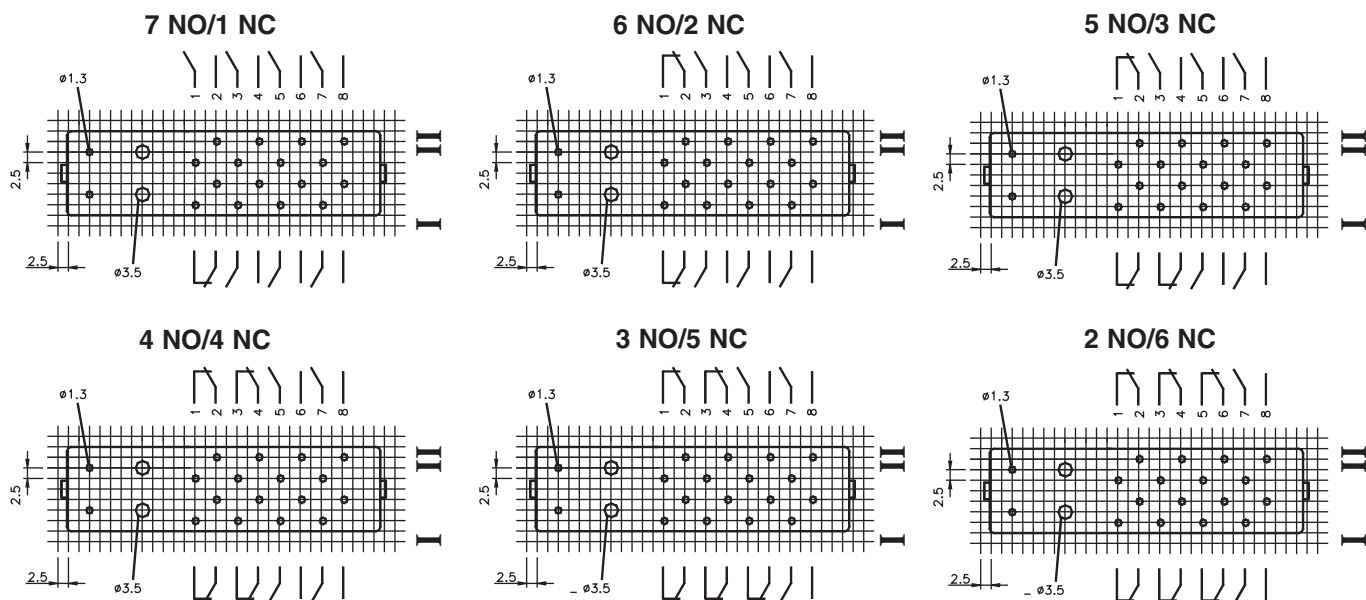 7 NO/1 NC
6 NO/2 NC
5 NO/3 NC
ø1.3
1 2 3 4 5 6 7 8
II
2.5
I
2.5
ø3.5
ø1.3
1 2 3 4 5 6 7 8
II
2.5
I
2.5
ø3.5
ø1.3
1 2 3 4 5 6 7 8
II
2.5
I
2.5
ø3.5
4 NO/4 NC
3 NO/5 NC
2 NO/6 NC
ø1.3
1 2 3 4 5 6 7 8
II
2.5
I
2.5
ø3.5
ø1.3
1 2 3 4 5 6 7 8
II
2.5
I
2.5
_ ø3.5
ø1.3
1 2 3 4 5 6 7 8
II
2.5
I
2.5
_ ø3.5